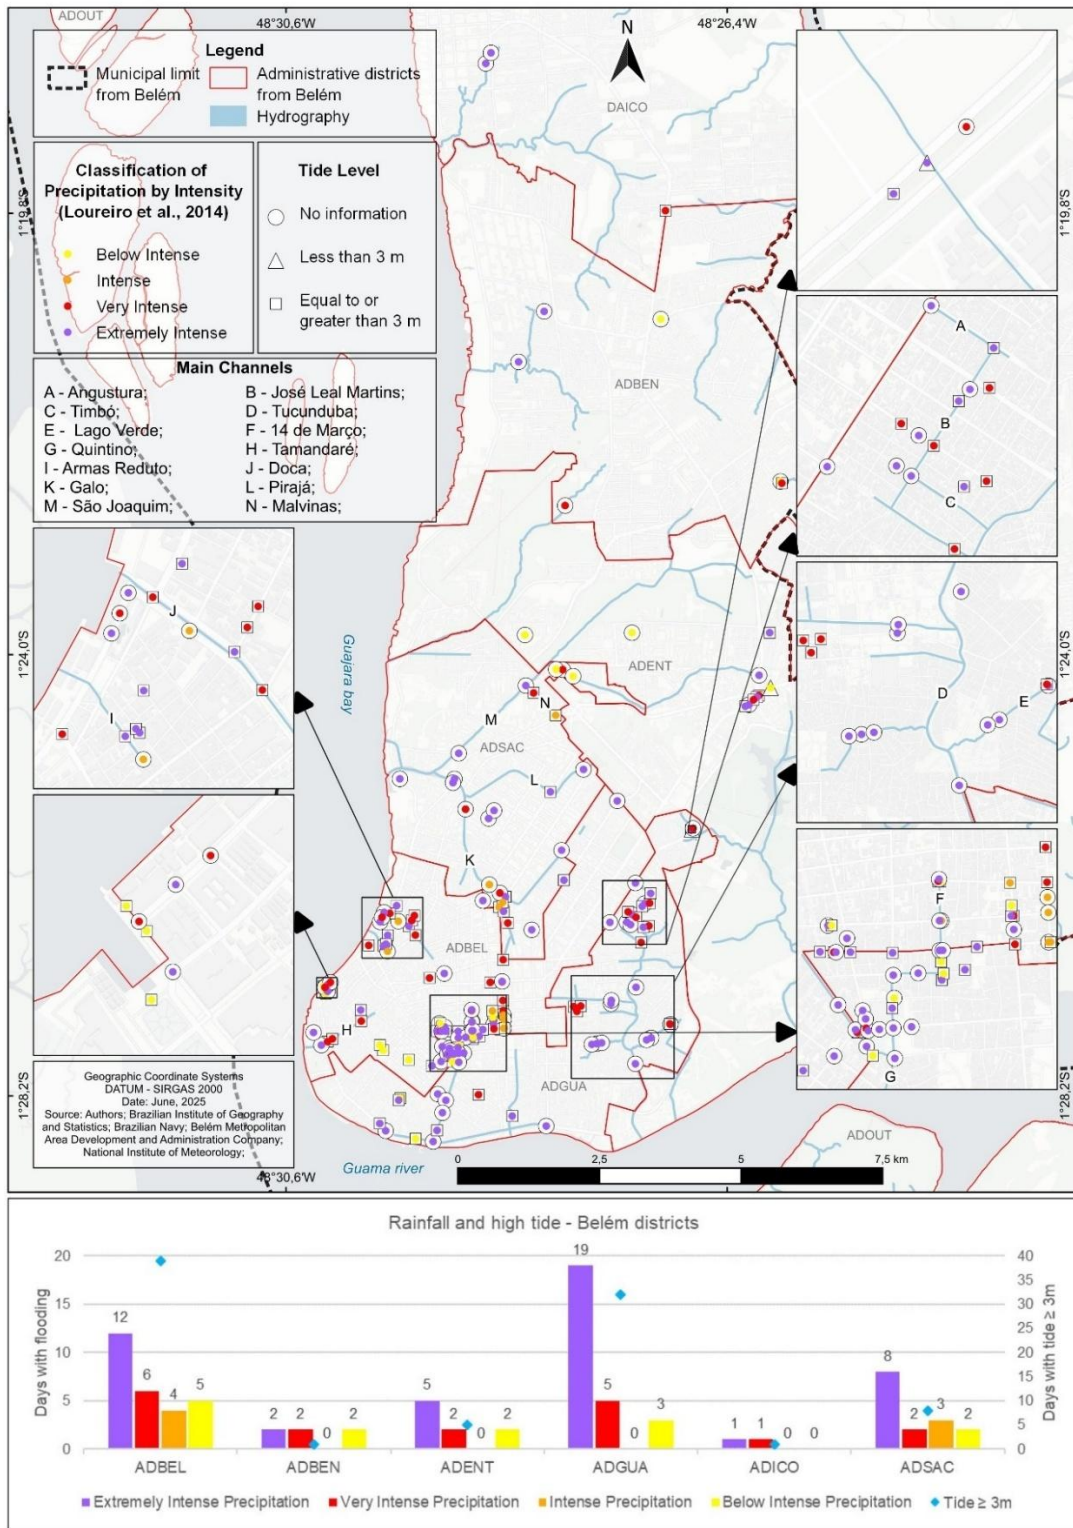 48°30,6'W
48°26,4'W
ADOUT
Legend
Municipal limit
from Belém
Administrative districts
from Belém
Hydrography
N
DAICO
Classification of
Precipitation by Intensity
(Loureiro et al., 2014)
Below Intense
Intense
Very Intense
Extremely Intense
Tide Level
No information
Less than 3 m
Equal to or
greater than 3 m
1°19,8'S
1°19,8'S
Main Channels
A - Angustura;
B - José Leal Martins;
C - Timbó;
D - Tucunduba;
E - Lago Verde;
F - 14 de Março;
G - Quintino;
H - Tamandaré;
I - Armas Reduto;
J - Doca;
K - Galo;
L - Pirajá;
M - São Joaquim;
N - Malvinas;
ADBEN
A
B
C
J
I
1°24,0'S
Guajara bay
ADENT
N
M
ADSAC
L
K
D
E
1°24,0'S
ADBEL
H
F
G
ADGUA
ADOUT
1°28,2'S
1°28,2'S
Geographic Coordinate Systems
DATUM - SIRGAS 2000
Date: June, 2025
Source: Authors; Brazilian Institute of Geography
and Statistics; Brazilian Navy; Belém Metropolitan
Area Development and Administration Company;
National Institute of Meteorology;
Guama river
0 2,5 5 7,5 km
48°30,6'W
48°26,4'W
Rainfall and high tide - Belém districts
Days with flooding
20
15
10
5
0
12 6 4 5
2 2 0 2
5 2 0 2
19 5 0 3
1 1 0 0
8 2 3 2
40
35
30
25
20
15
10
5
0
Days with tide ≥ 3m
ADBEL ADBEN ADENT ADGUA ADICO ADSAC
Extremely Intense Precipitation Very Intense Precipitation Intense Precipitation Below Intense Precipitation Tide ≥ 3m